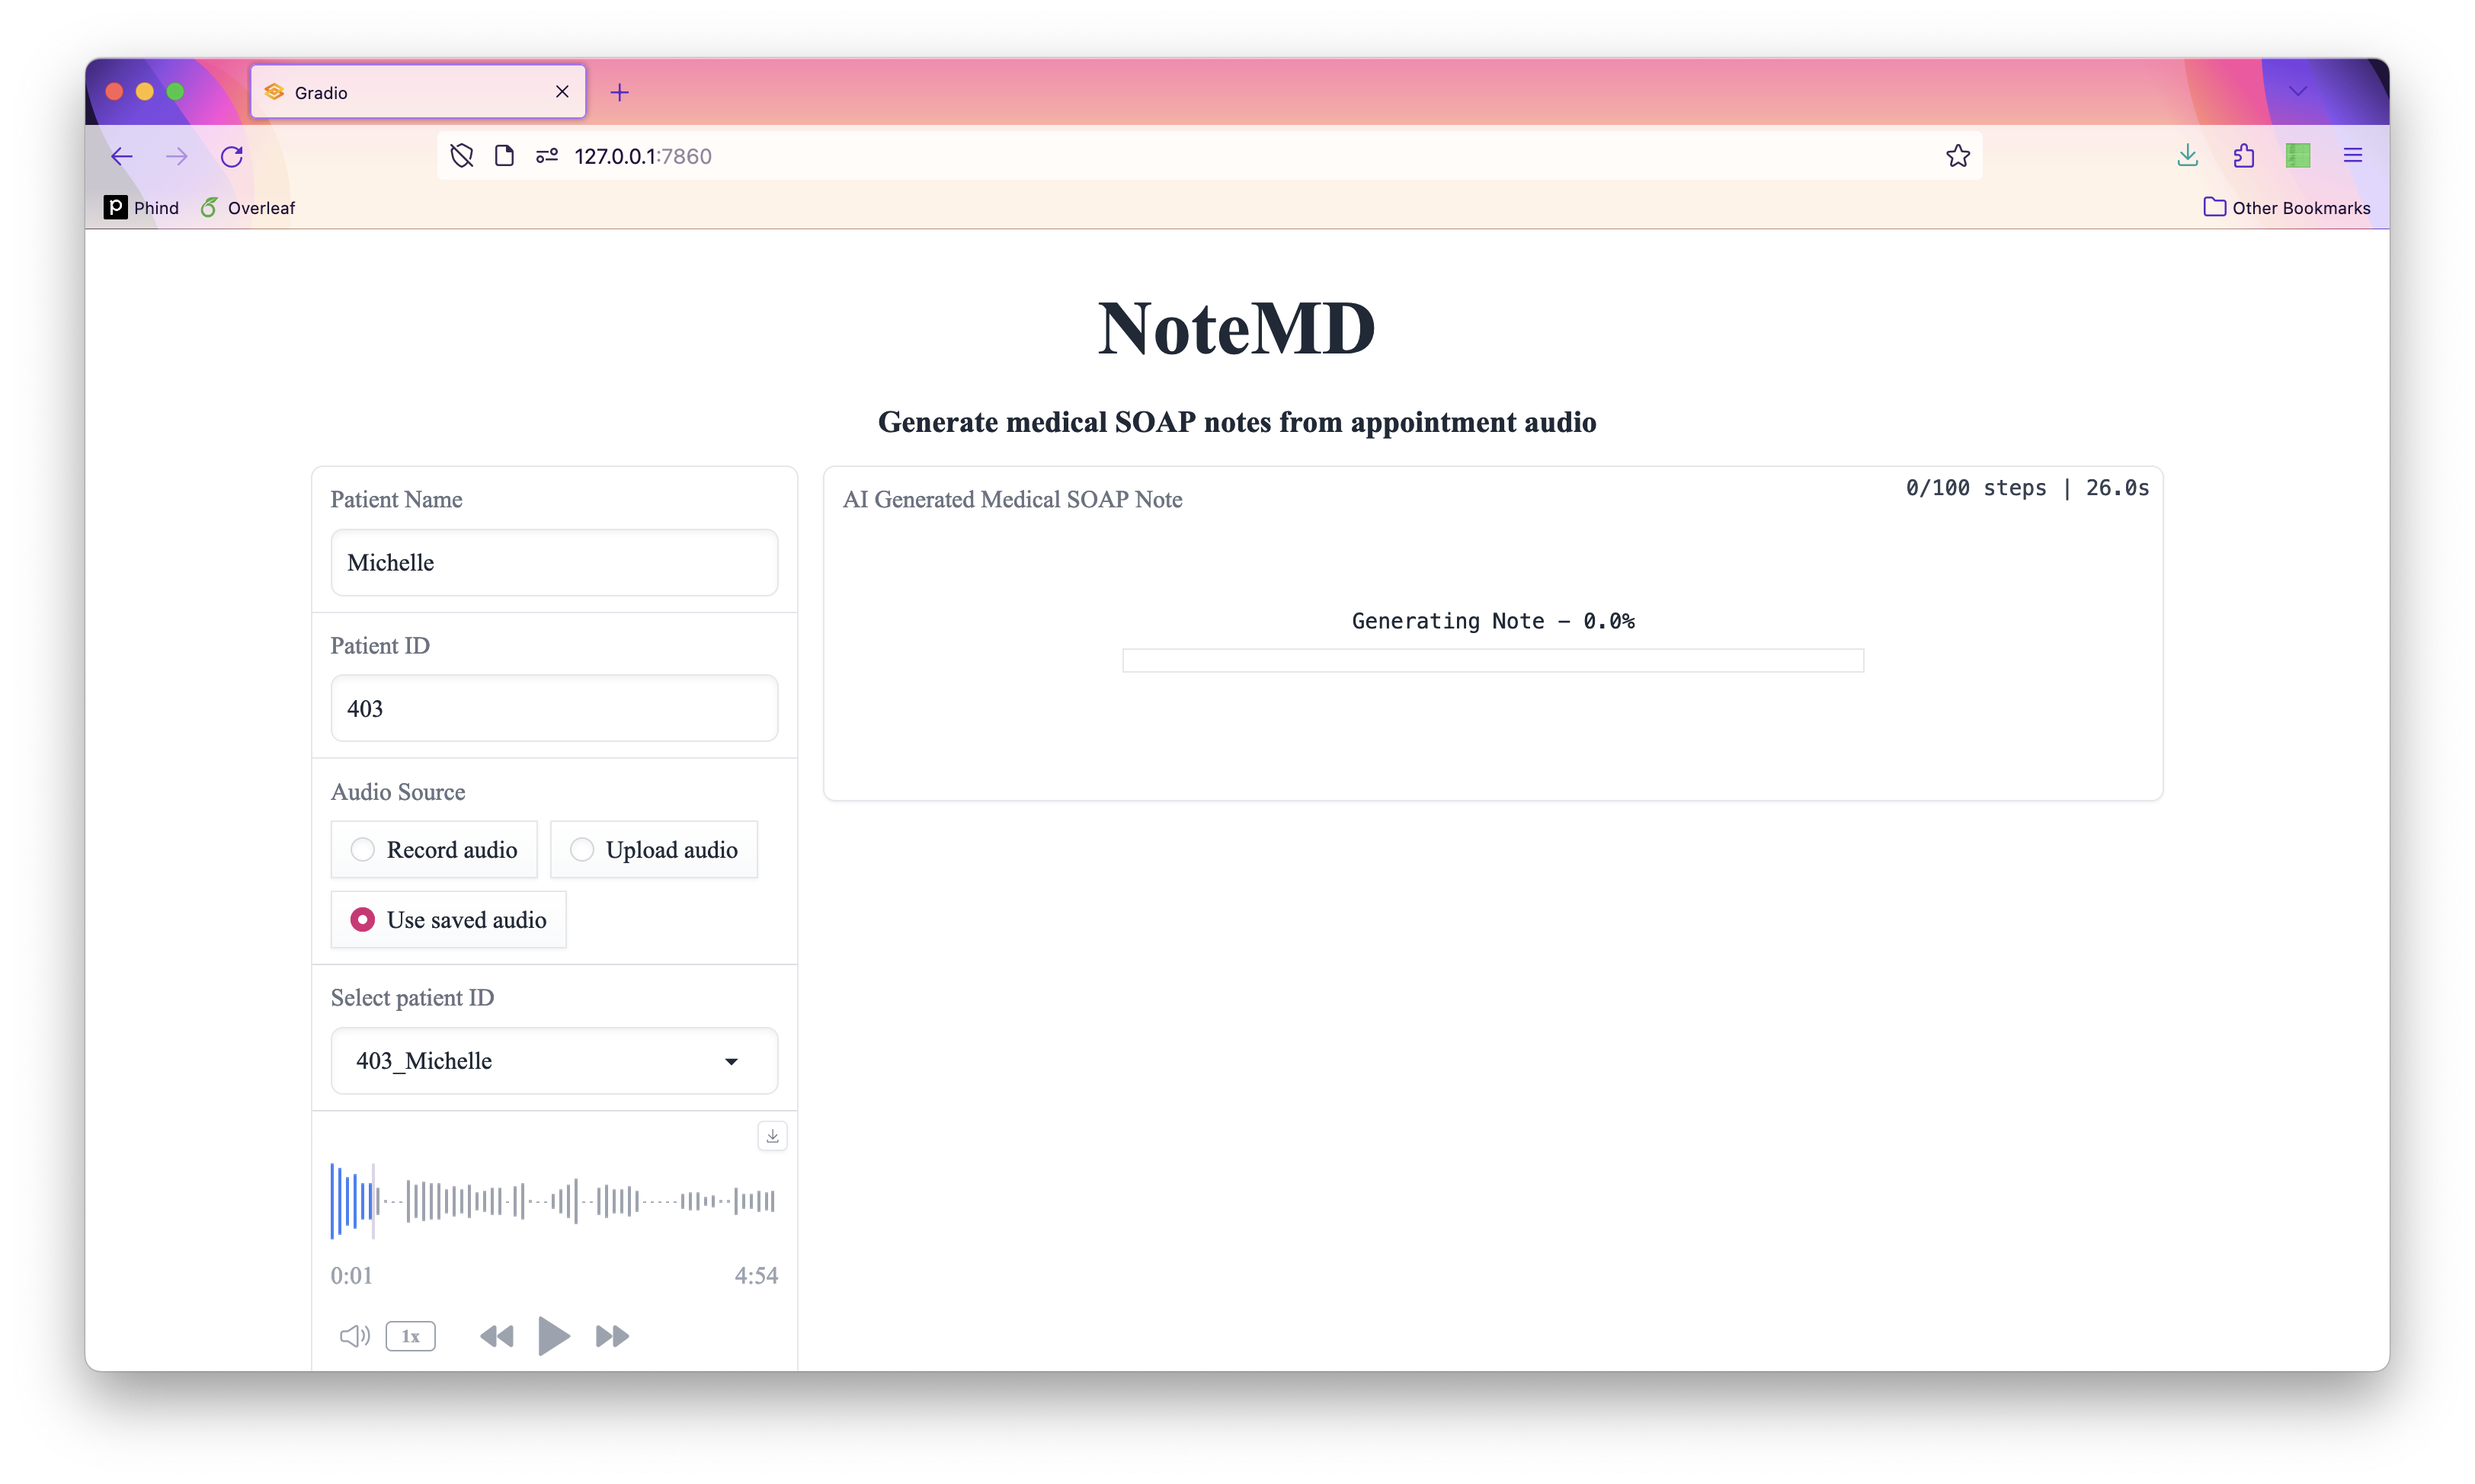 Gradio
127.0.0.1:7860
Phind
Overleaf
Other Bookmarks
NoteMD
Generate medical SOAP notes from appointment audio
Patient Name
Michelle
Patient ID
403
Audio Source
Record audio
Upload audio
Use saved audio
Select patient ID
403_Michelle
0:01
4:54
1x
AI Generated Medical SOAP Note
0/100 steps | 26.0s
Generating Note - 0.0%